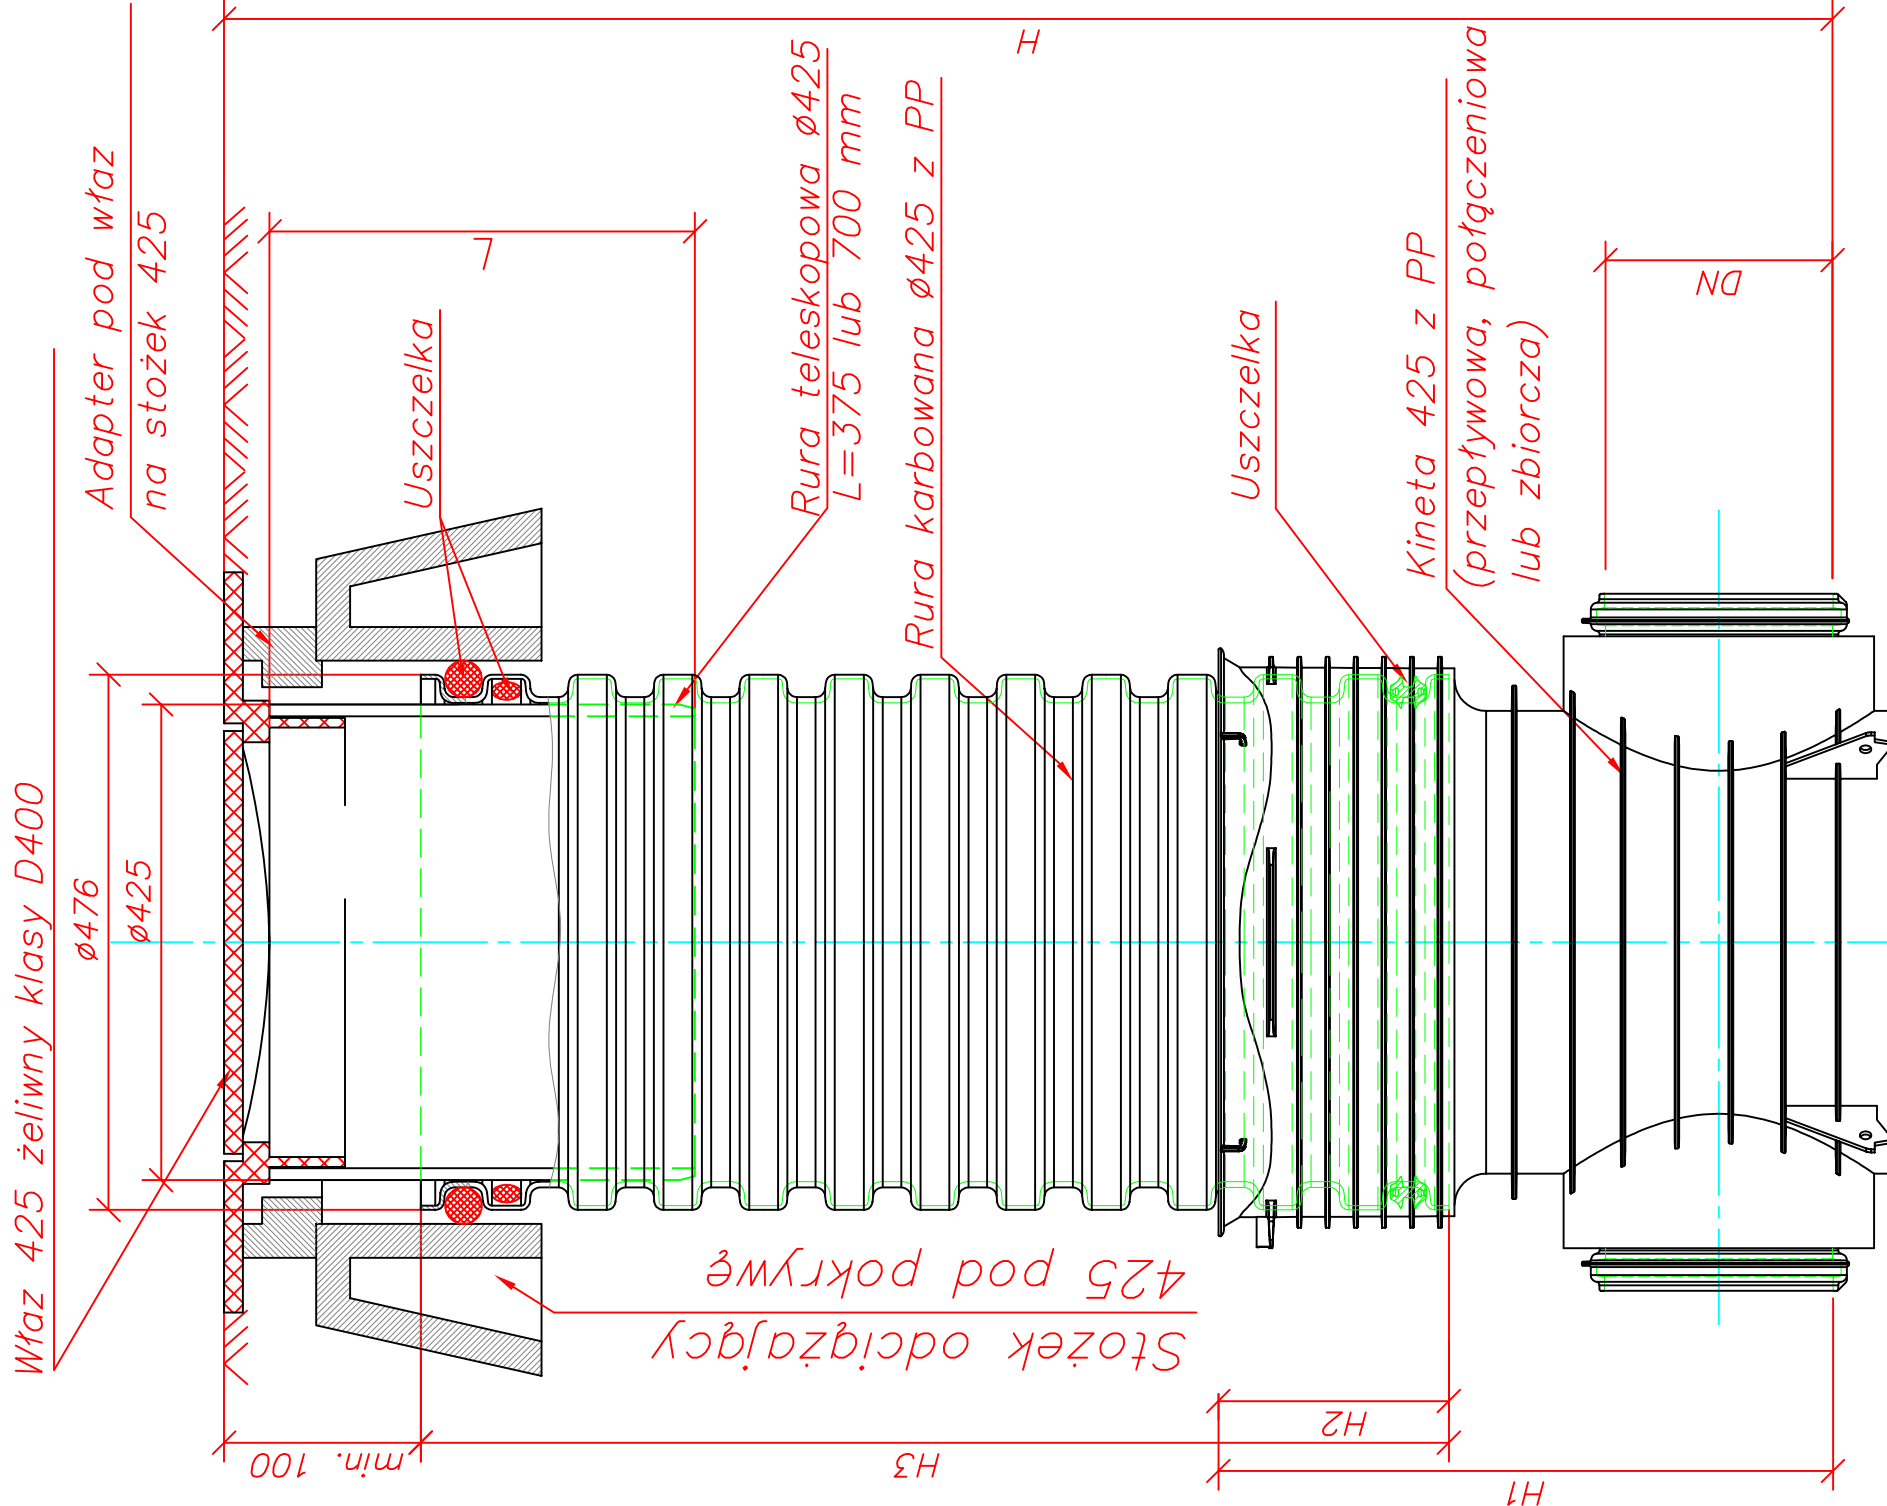 Właz 425 żeliwny klasy D400
ø476
ø425
Adapter pod właz
na stożek 425
Uszczelka
Rura teleskopowa ø425
L=375 lub 700 mm
Rura karbowana ø425 z PP
Uszczelka
Kineta 425 z PP
(przepływowa, połączeniowa
lub zbiorcza)
Stożek odciążający
425 pod pokrywę
H
L
DN
min. 100
H3
H2
H1